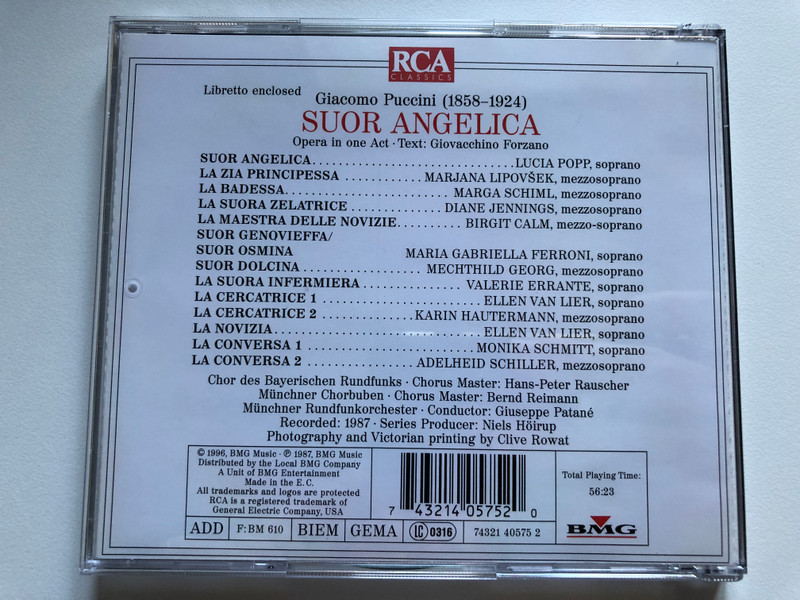 RCA
CLASSICS
Libretto enclosed
Giacomo Puccini (1858–1924)
SUOR ANGELICA
Opera in one Act · Text: Giovacchino Forzano
SUOR ANGELICA..............................LUCIA POPP, soprano
LA ZIA PRINCIPESSA ............ MARJANA LIPOVŠEK, mezzosoprano
LA BADESSA.........................MARGA SCHIML, mezzosoprano
LA SUORA ZELATRICE .............. DIANE JENNINGS, mezzosoprano
LA MAESTRA DELLE NOVIZIE.......... BIRGIT CALM, mezzo-soprano
SUOR GENOVIEFFA/
SUOR OSMINA MARIA GABRIELLA FERRONI, soprano
SUOR DOLCINA .................. MECHTHILD GEORG, mezzosoprano
LA SUORA INFERMIERA ............... VALERIE ERRANTE, soprano
LA CERCATRICE 1 ........................ ELLEN VAN LIER, soprano
LA CERCATRICE 2 .............. KARIN HAUTERMANN, mezzosoprano
LA NOVIZIA...............................ELLEN VAN LIER, soprano
LA CONVERSA 1 ......................... MONIKA SCHMITT, soprano
LA CONVERSA 2 ................ ADELHEID SCHILLER, mezzosoprano
Chor des Bayerischen Rundfunks · Chorus Master: Hans-Peter Rauscher
Münchner Chorbuben · Chorus Master: Bernd Reimann
Münchner Rundfunkorchester · Conductor: Giuseppe Patané
Recorded: 1987 · Series Producer: Niels Höirup
Photography and Victorian printing by Clive Rowat
© 1996, BMG Music · ℗ 1987, BMG Music
Distributed by the Local BMG Company
A Unit of BMG Entertainment
Made in the E. C.
All trademarks and logos are protected
RCA is a registered trademark of
General Electric Company, USA
7 43214 05752 0
Total Playing Time:
56:23
ADD F: BM 610 BIEM GEMA LC 0316 74321 40575 2
BMG